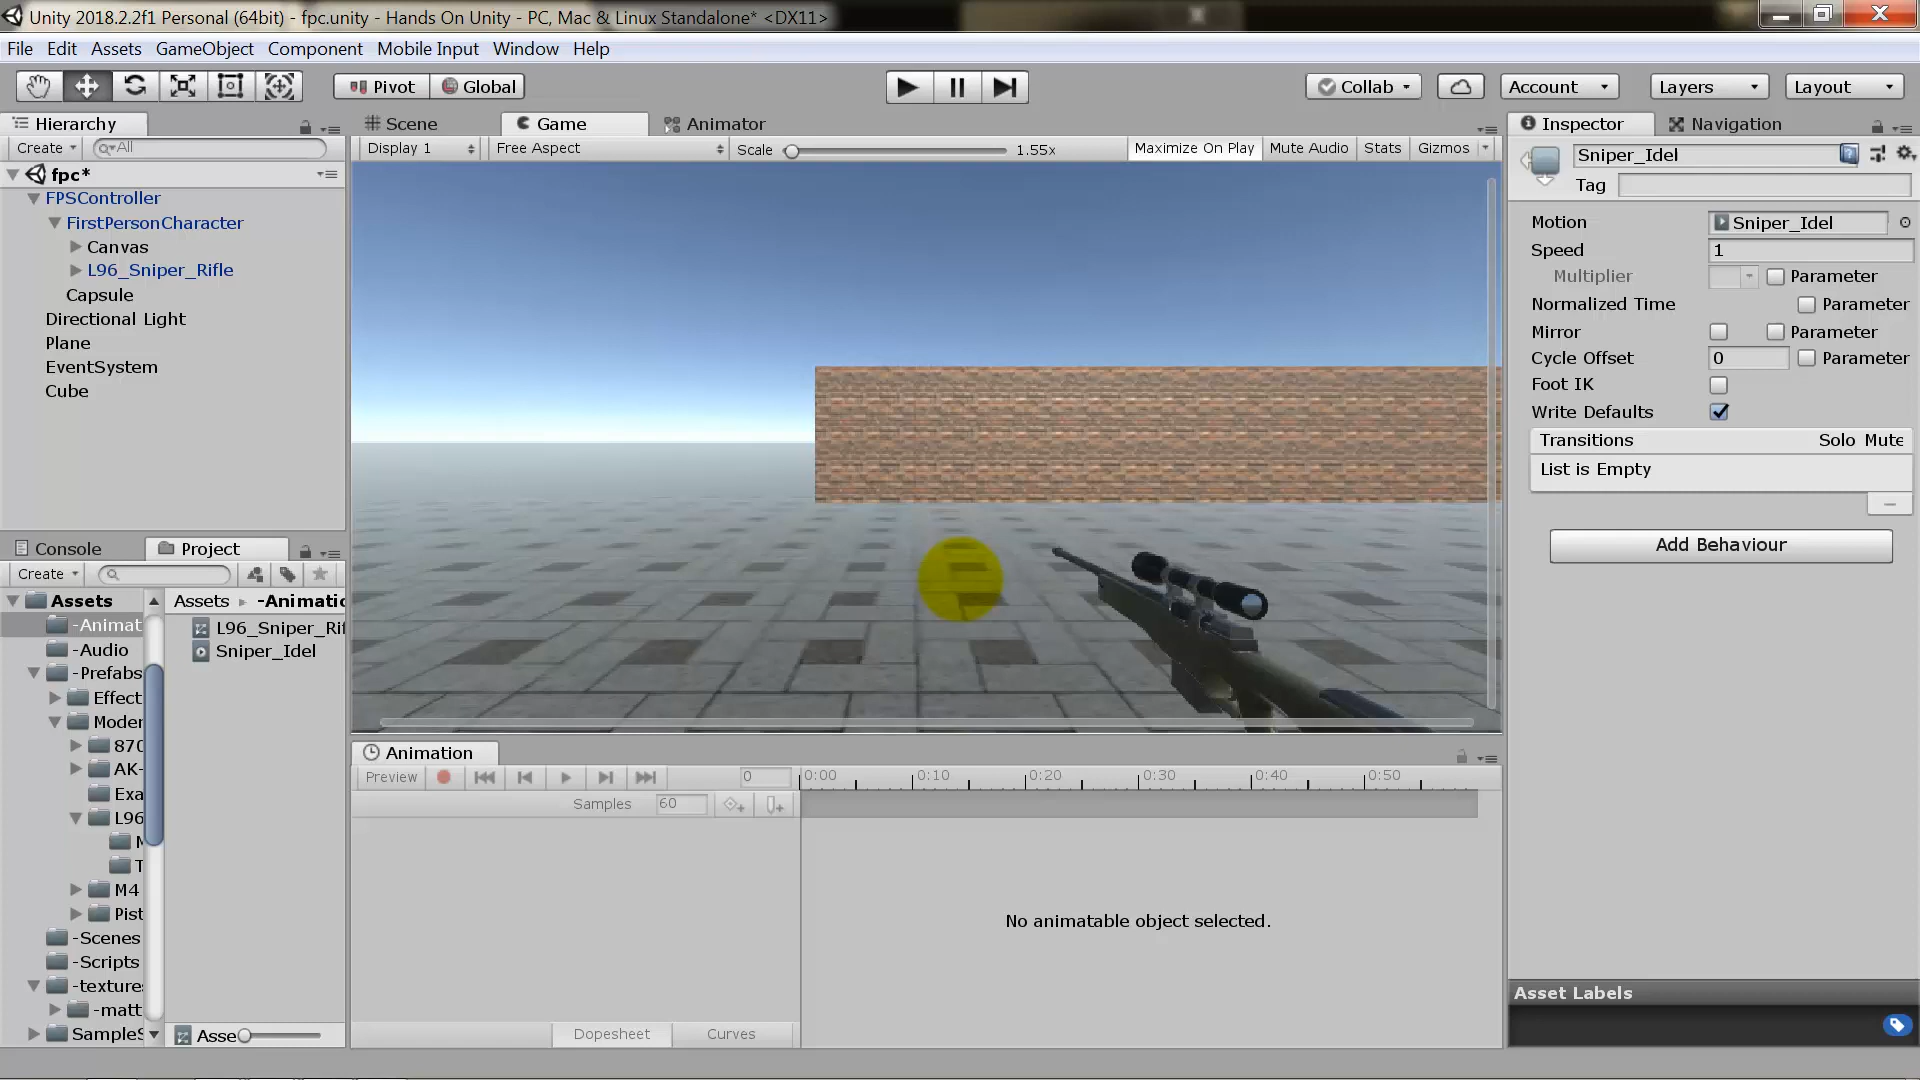 Unity 2018.2.2f1 Personal (64bit) - fpc.unity - Hands On Unity - PC, Mac & Linux Standalone* <DX11>
File Edit Assets GameObject Component Mobile Input Window Help
Pivot Global Collab Account Layers Layout
Hierarchy
Create All
fpc*
FPSController
FirstPersonCharacter
Canvas
L96_Sniper_Rifle
Capsule
Directional Light
Plane
EventSystem
Cube
Scene Game Animator
Display 1 Free Aspect Scale 1.55x Maximize On Play Mute Audio Stats Gizmos
Inspector Navigation
Sniper_Idel
Tag
Motion Sniper_Idel
Speed 1
Multiplier Parameter
Normalized Time Parameter
Mirror Parameter
Cycle Offset 0 Parameter
Foot IK
Write Defaults
Transitions Solo Mute
List is Empty
Add Behaviour
Asset Labels
Console Project
Create
Assets
-Animat
-Audio
-Prefabs
Effect
Moder
870
AK-
Exa
L96
M
T
M4
Pist
-Scenes
-Scripts
-textures
-matt
SampleS
Assets -Animatio
L96_Sniper_Rif
Sniper_Idel
Asse
Animation
Preview 0 0:00 0:10 0:20 0:30 0:40 0:50
Samples 60
No animatable object selected.
Dopesheet Curves